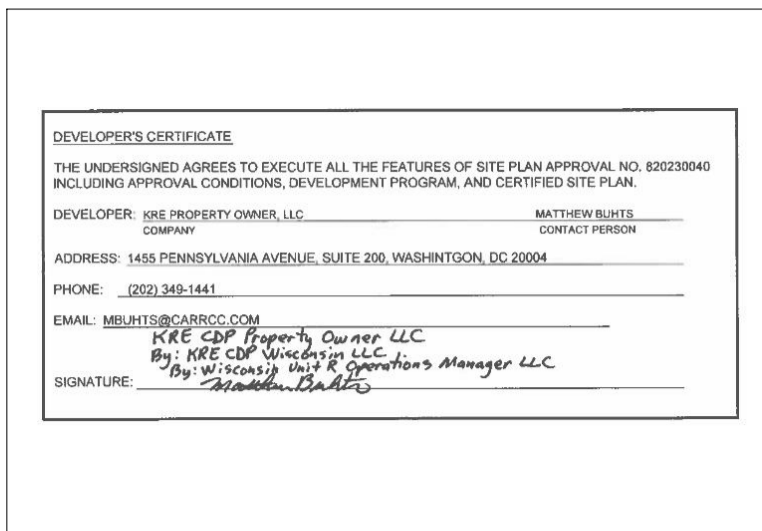 DEVELOPER'S CERTIFICATE
THE UNDERSIGNED AGREES TO EXECUTE ALL THE FEATURES OF SITE PLAN APPROVAL NO. 820230040
INCLUDING APPROVAL CONDITIONS, DEVELOPMENT PROGRAM, AND CERTIFIED SITE PLAN.
DEVELOPER: KRE PROPERTY OWNER, LLC MATTHEW BUHTS
COMPANY CONTACT PERSON
ADDRESS: 1455 PENNSYLVANIA AVENUE, SUITE 200, WASHINTGON, DC 20004
PHONE: (202) 349-1441
EMAIL: MBUHTS@CARRCC.COM
KRE CDP Property Owner LLC
By: KRE CDP Wisconsin LLC
By: Wisconsin Unit R Operations Manager LLC
SIGNATURE: Matthew Buhts